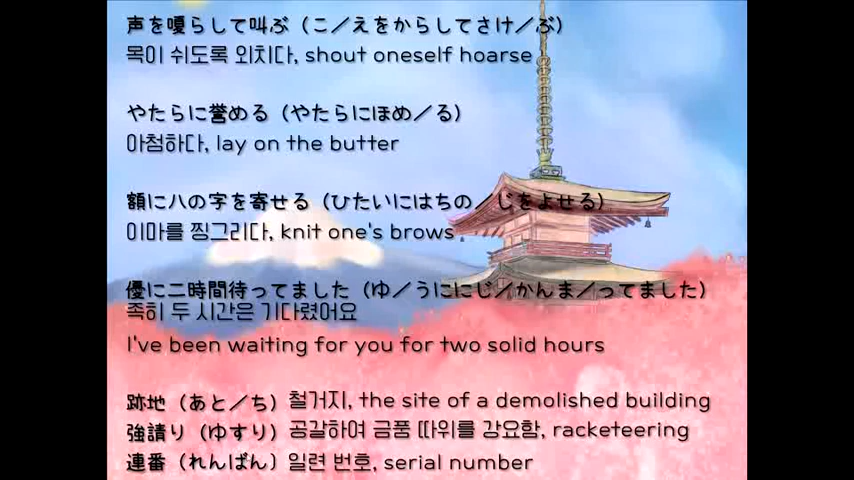 声を嗄らして叫ぶ（こ／えをからしてさけ／ぶ）
목이 쉬도록 외치다, shout oneself hoarse
やたらに誉める（やたらにほめ／る）
아첨하다, lay on the butter
額にハの字を寄せる（ひたいにはちの／じをよせる）
이마를 찡그리다, knit one's brows
優に二時間待ってました（ゆ／うににじ／かんま／ってました）
족히 두 시간은 기다렸어요
I've been waiting for you for two solid hours
跡地（あと／ち）철거지, the site of a demolished building
強請り（ゆすり）공갈하여 금품 따위를 강요함, racketeering
連番（れんばん）일련 번호, serial number